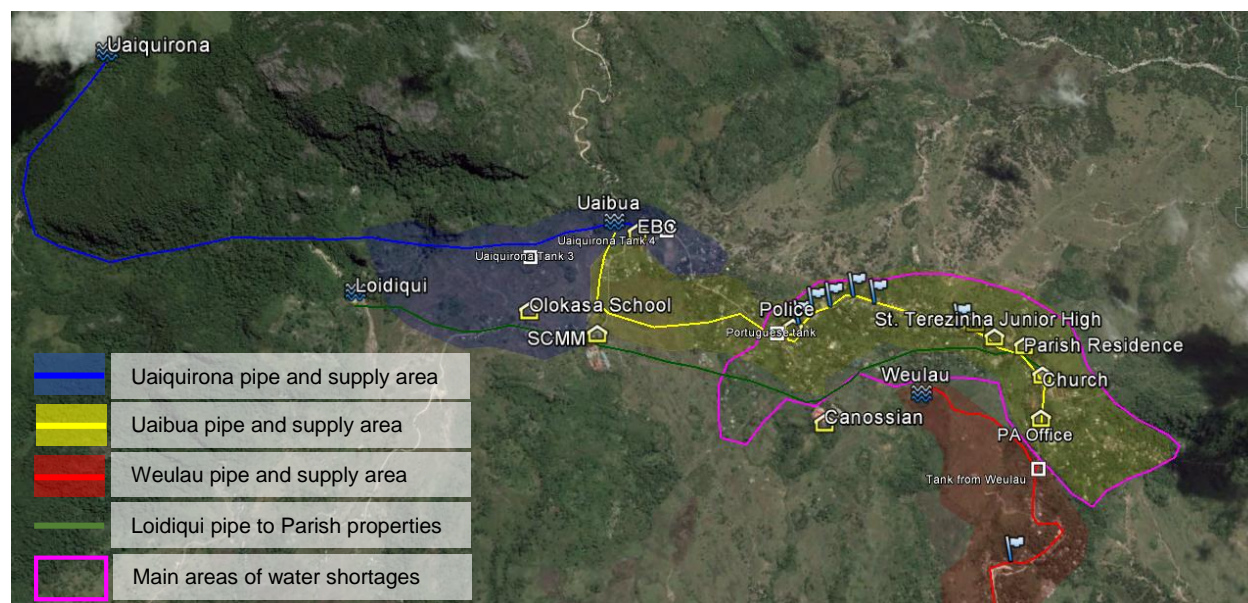 Uaiquirona
Uaibua
EBC
Uaiquirona Tank 4
Uaiquirona Tank 3
Loidiqui
Olokasa School
Police
SCMM
Portuguese tank
St. Terezinha Junior High
Parish Residence
Weulau
Church
Canossian
PA Office
Tank from Weulau
Uaiquirona pipe and supply area
Uaibua pipe and supply area
Weulau pipe and supply area
Loidiqui pipe to Parish properties
Main areas of water shortages